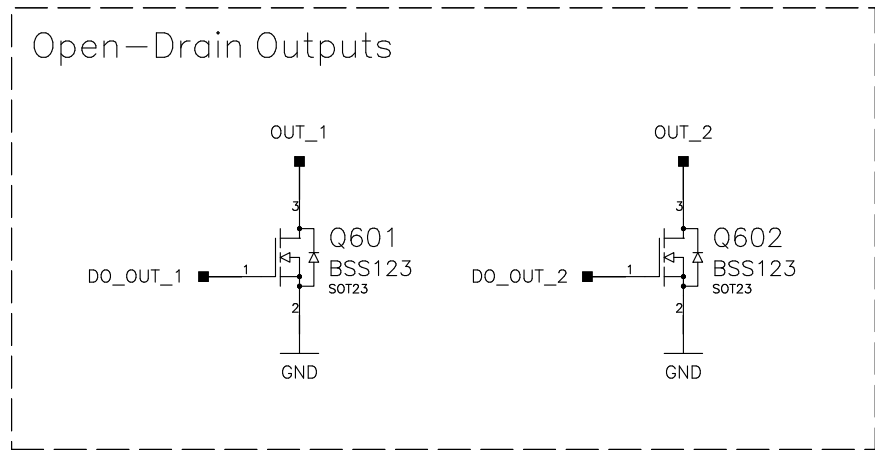 Open-Drain Outputs
OUT_1
3
Q601
BSS123
SOT23
1
DO_OUT_1
2
GND
OUT_2
3
Q602
BSS123
SOT23
1
DO_OUT_2
2
GND